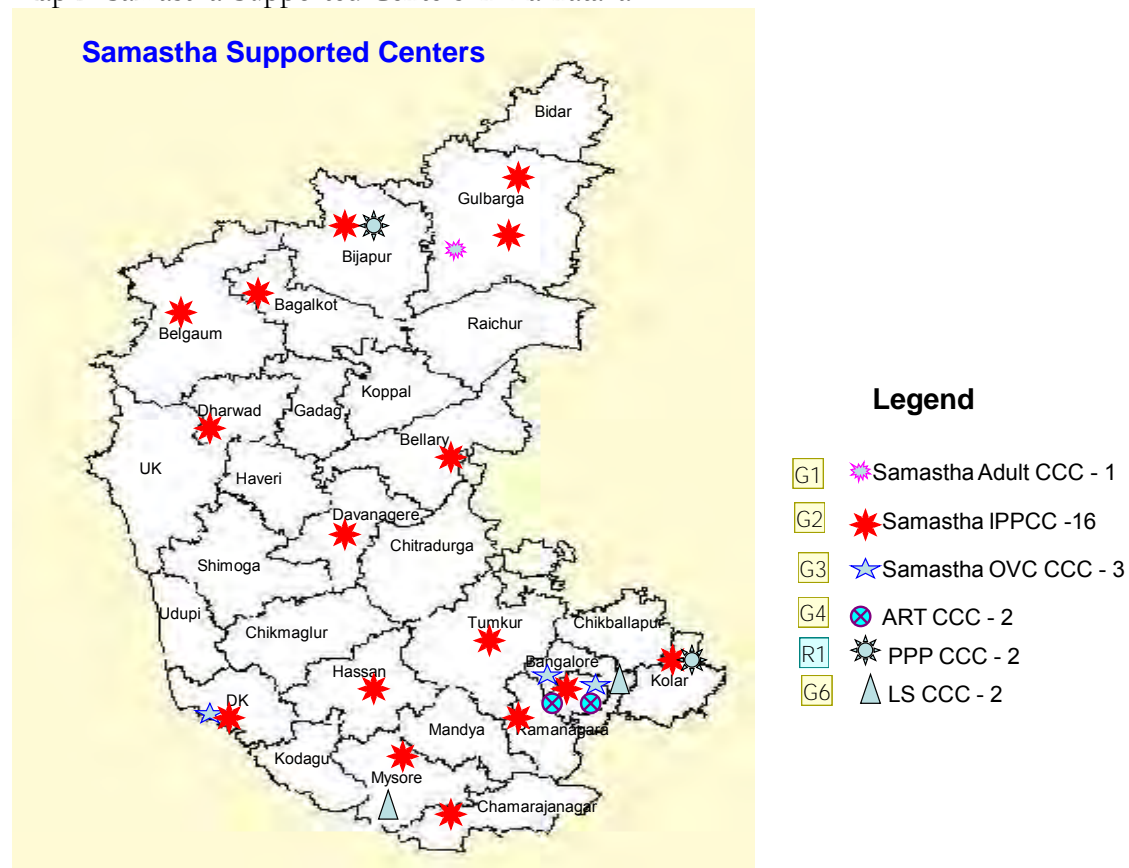 Samastha Supported Centers
Bidar
Gulbarga
Bijapur
Bagalkot
Belgaum
Raichur
Koppal
Dharwad
Gadag
Bellary
UK
Haveri
Davanagere
Chitradurga
Shimoga
Udupi
Chikmaglur
Tumkur
Chikballapur
Bangalore
Kolar
Hassan
DK
Mandya
Ramanagara
Kodagu
Mysore
Chamarajanagar
Legend
G1 Samastha Adult CCC - 1
G2 Samastha IPPCC -16
G3 Samastha OVC CCC - 3
G4 ART CCC - 2
R1 PPP CCC - 2
G6 LS CCC - 2